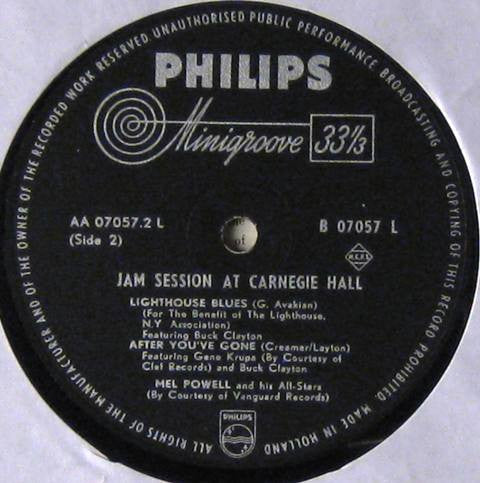 ALL RIGHTS OF THE MANUFACTURER AND OF THE OWNER OF THE RECORDED WORK RESERVED UNAUTHORISED PUBLIC PERFORMANCE BROADCASTING AND COPYING OF THIS RECORD PROHIBITED. MADE IN HOLLAND
PHILIPS
Minigroove 33⅓
AA 07057.2 L
(Side 2)
B 07057 L
of
JAM SESSION AT CARNEGIE HALL
LIGHTHOUSE BLUES (G. Avakian)
(For The Benefit of The Lighthouse,
N.Y Association)
Featuring Buck Clayton
AFTER YOU'VE GONE (Creamer/Layton)
Featuring Gene Krupa (By Courtesy of
Clef Records) and Buck Clayton
MEL POWELL and his All-Stars
(By Courtesy of Vanguard Records)
PHILIPS